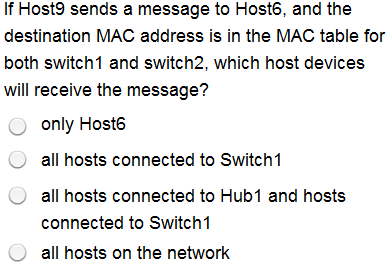 If Host9 sends a message to Host6, and the
destination MAC address is in the MAC table for
both switch1 and switch2, which host devices
will receive the message?
only Host6
all hosts connected to Switch1
all hosts connected to Hub1 and hosts
connected to Switch1
all hosts on the network